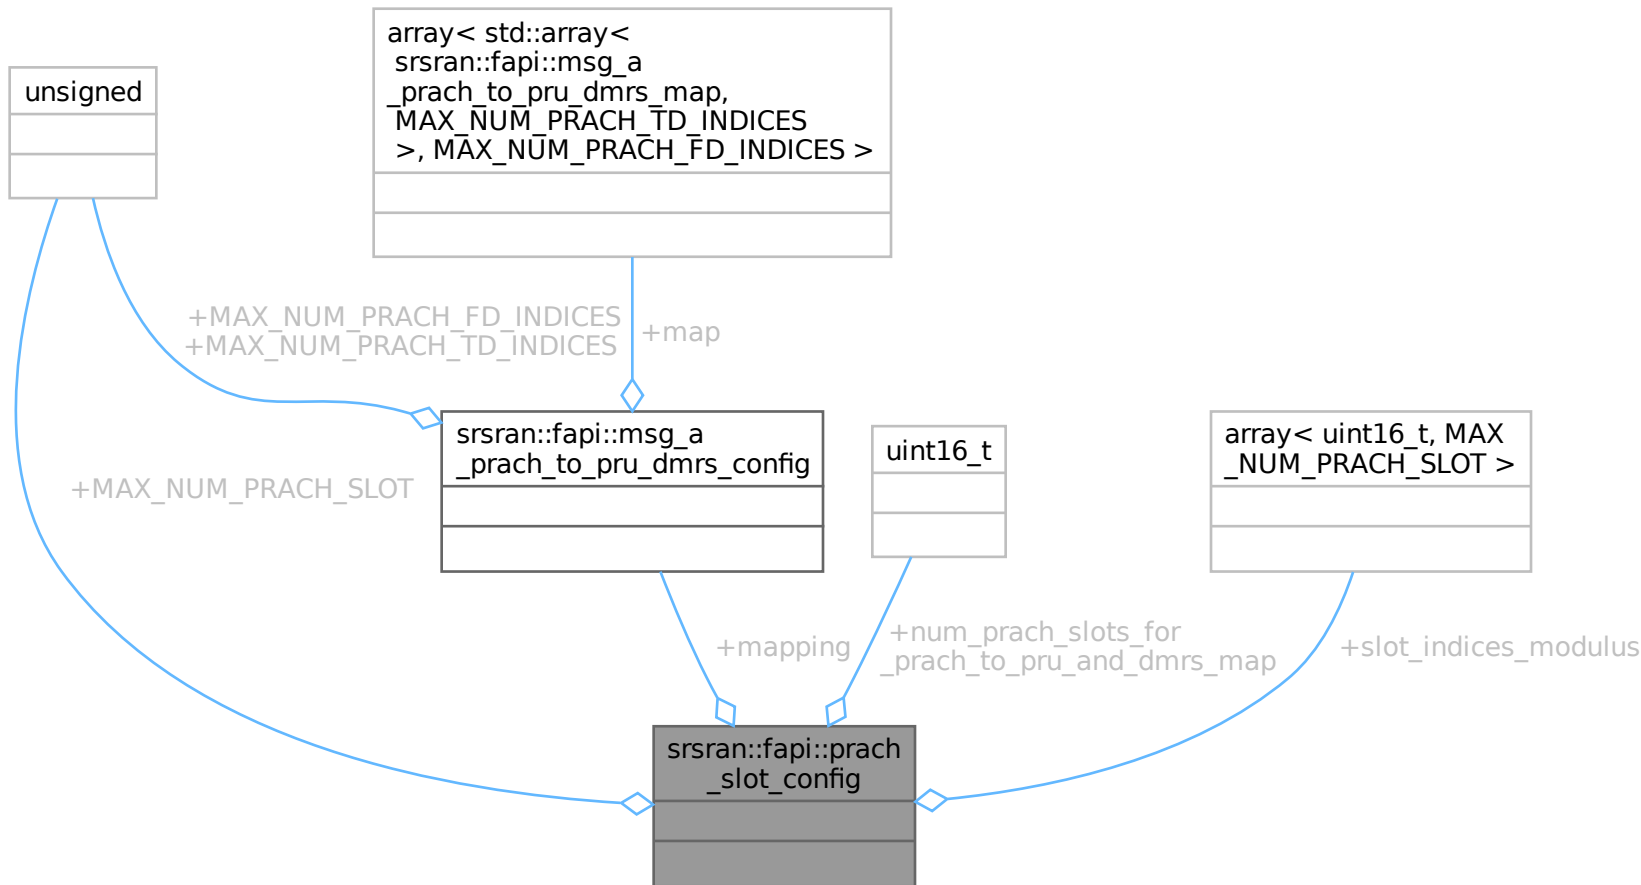 array< std::array<
srsran::fapi::msg_a
_prach_to_pru_dmrs_map,
MAX_NUM_PRACH_TD_INDICES
>, MAX_NUM_PRACH_FD_INDICES >
unsigned
+MAX_NUM_PRACH_FD_INDICES
+MAX_NUM_PRACH_TD_INDICES
+map
srsran::fapi::msg_a
_prach_to_pru_dmrs_config
uint16_t
array< uint16_t, MAX
_NUM_PRACH_SLOT >
+MAX_NUM_PRACH_SLOT
+mapping
+num_prach_slots_for
_prach_to_pru_and_dmrs_map
+slot_indices_modulus
srsran::fapi::prach
_slot_config